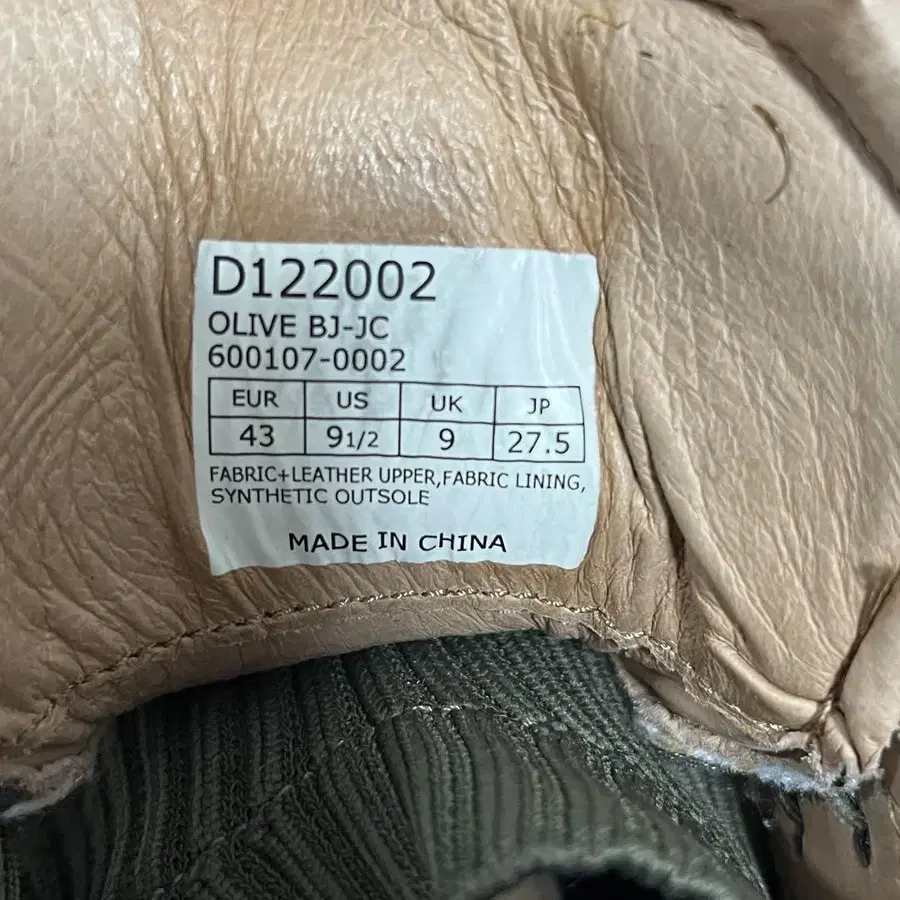 D122002
OLIVE BJ-JC
600107-0002
EUR US UK JP
43 9 1/2 9 27.5
FABRIC+LEATHER UPPER,FABRIC LINING,
SYNTHETIC OUTSOLE
MADE IN CHINA